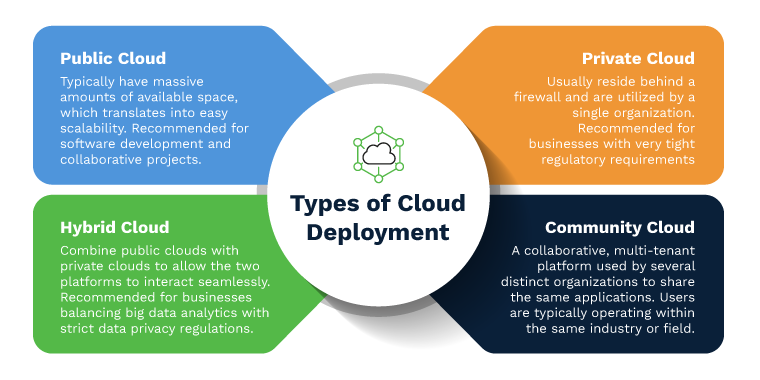 Public Cloud
Typically have massive
amounts of available space,
which translates into easy
scalability. Recommended for
software development and
collaborative projects.
Private Cloud
Usually reside behind a
firewall and are utilized by a
single organization.
Recommended for
businesses with very tight
regulatory requirements
Types of Cloud
Deployment
Hybrid Cloud
Combine public clouds with
private clouds to allow the two
platforms to interact seamlessly.
Recommended for businesses
balancing big data analytics with
strict data privacy regulations.
Community Cloud
A collaborative, multi-tenant
platform used by several
distinct organizations to share
the same applications. Users
are typically operating within
the same industry or field.